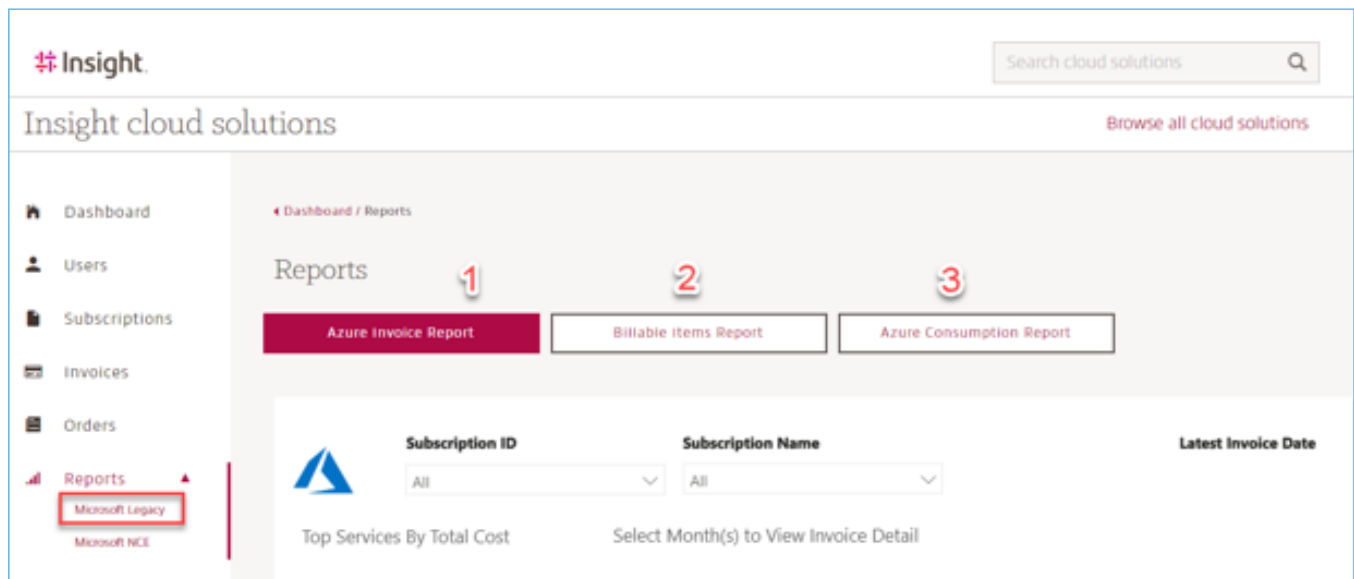 Insight.
Search cloud solutions
Insight cloud solutions
Browse all cloud solutions
Dashboard
Users
Subscriptions
Invoices
Orders
Reports
Microsoft Legacy
Microsoft NCE
Dashboard / Reports
Reports
1
2
3
Azure Invoice Report
Billable Items Report
Azure Consumption Report
Subscription ID
Subscription Name
Latest Invoice Date
All
All
Top Services By Total Cost
Select Month(s) to View Invoice Detail